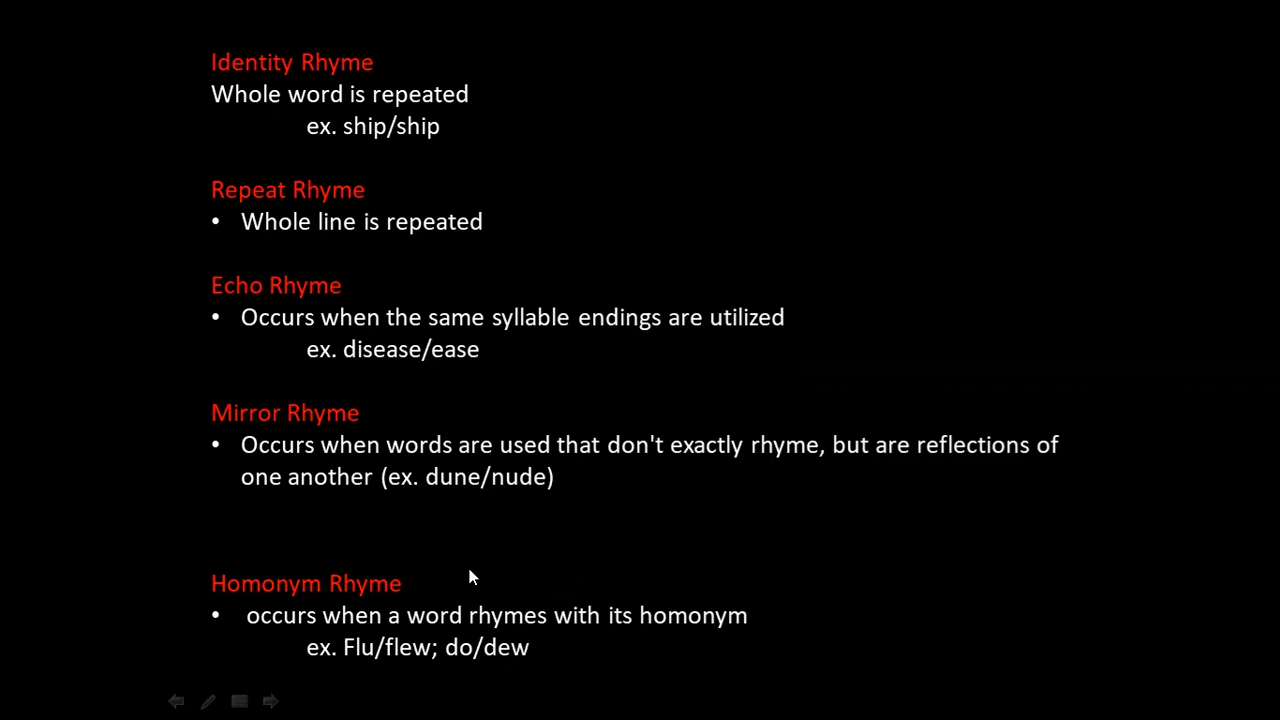 Identity Rhyme
Whole word is repeated
ex. ship/ship
Repeat Rhyme
• Whole line is repeated
Echo Rhyme
• Occurs when the same syllable endings are utilized
ex. disease/ease
Mirror Rhyme
• Occurs when words are used that don't exactly rhyme, but are reflections of
one another (ex. dune/nude)
Homonym Rhyme
• occurs when a word rhymes with its homonym
ex. Flu/flew; do/dew